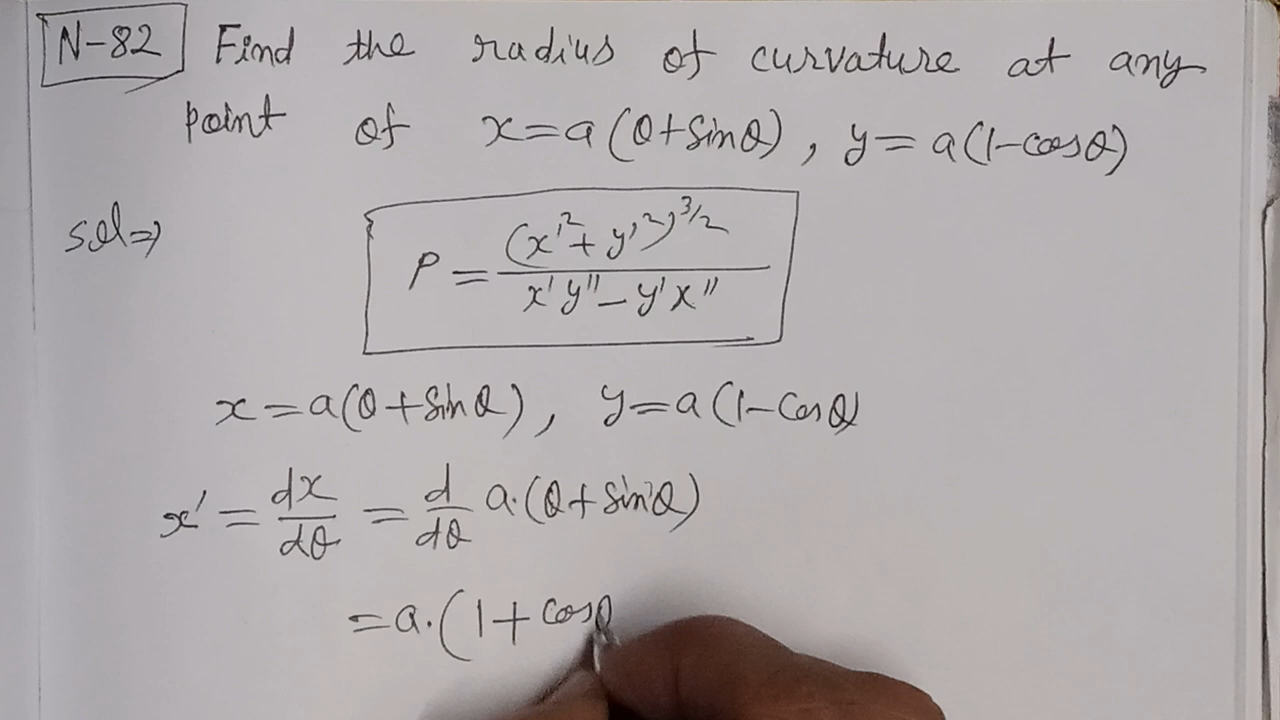 N-82 Find the radius of curvature at any
point of x=a(θ+sinθ), y=a(1-cosθ)
sol⇒
ρ = (x'²+y'²)^3/2 / x'y''-y'x''
x=a(θ+sinθ), y=a(1-cosθ)
x' = dx/dθ = d/dθ a.(θ+sinθ)
=a.(1+cosθ